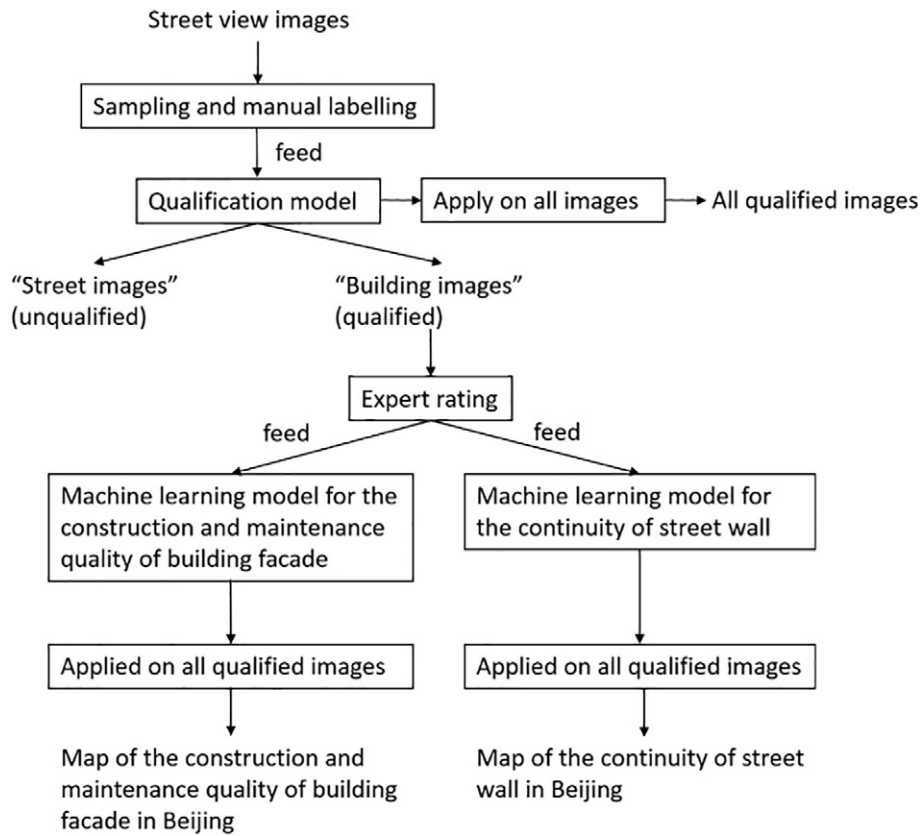 Street view images
Sampling and manual labelling
feed
Qualification model
Apply on all images
All qualified images
“Street images”
(unqualified)
“Building images”
(qualified)
Expert rating
feed
feed
Machine learning model for the
construction and maintenance
quality of building facade
Machine learning model for
the continuity of street wall
Applied on all qualified images
Applied on all qualified images
Map of the construction and
maintenance quality of building
facade in Beijing
Map of the continuity of street
wall in Beijing